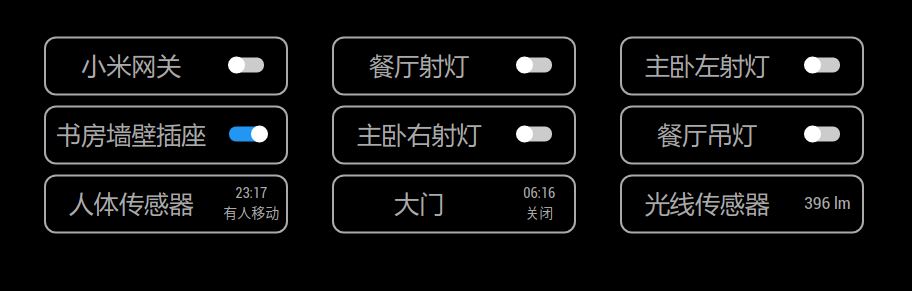 小米网关
餐厅射灯
主卧左射灯
书房墙壁插座
主卧右射灯
餐厅吊灯
人体传感器
23:17
有人移动
大门
06:16
关闭
光线传感器
396 lm